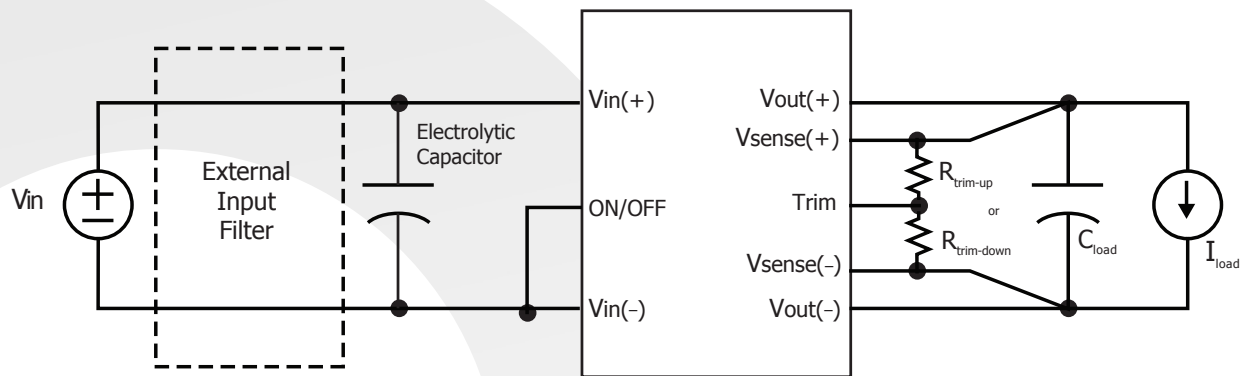 Vin
External
Input
Filter
Electrolytic
Capacitor
Vin(+)
ON/OFF
Vin(−)
Vout(+)
Vsense(+)
Trim
Vsense(−)
Vout(−)
Rtrim-up
or
Rtrim-down
Cload
Iload